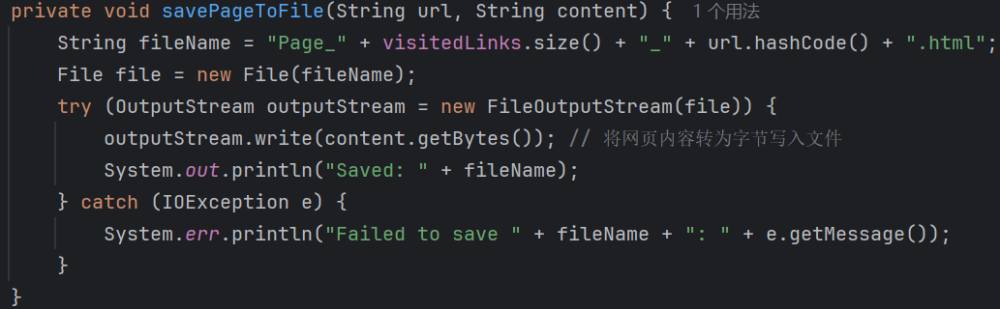 private void savePageToFile(String url, String content) { 1个用法
String fileName = "Page_" + visitedLinks.size() + "_" + url.hashCode() + ".html";
File file = new File(fileName);
try (OutputStream outputStream = new FileOutputStream(file)) {
outputStream.write(content.getBytes()); // 将网页内容转为字节写入文件
System.out.println("Saved: " + fileName);
} catch (IOException e) {
System.err.println("Failed to save " + fileName + ": " + e.getMessage());
}
}